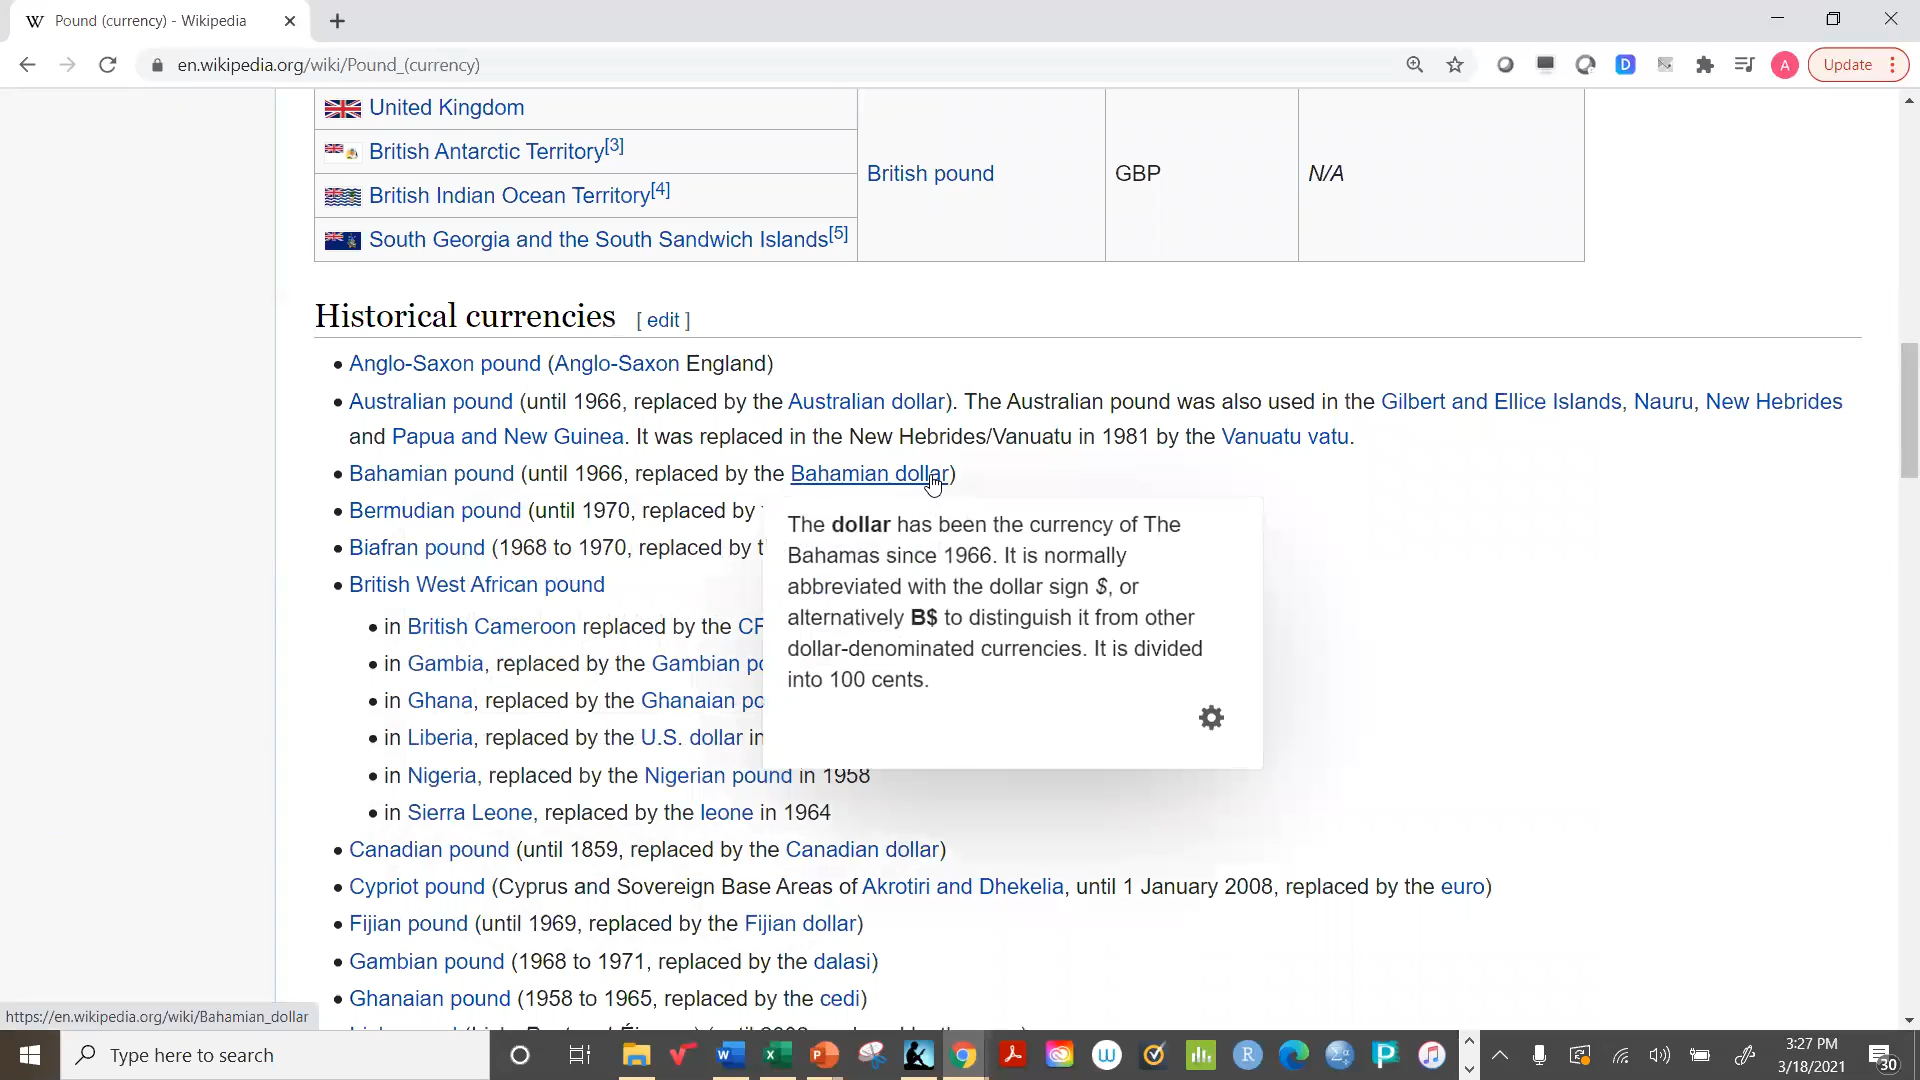 W Pound (currency) - Wikipedia
en.wikipedia.org/wiki/Pound_(currency)
D
A
Update
United Kingdom
British Antarctic Territory[3]
British Indian Ocean Territory[4]
South Georgia and the South Sandwich Islands[5]
British pound
GBP
N/A
Historical currencies [ edit ]
Anglo-Saxon pound (Anglo-Saxon England)
Australian pound (until 1966, replaced by the Australian dollar). The Australian pound was also used in the Gilbert and Ellice Islands, Nauru, New Hebrides
and Papua and New Guinea. It was replaced in the New Hebrides/Vanuatu in 1981 by the Vanuatu vatu.
Bahamian pound (until 1966, replaced by the Bahamian dollar)
Bermudian pound (until 1970, replaced by
Biafran pound (1968 to 1970, replaced by t
British West African pound
in British Cameroon replaced by the CF
in Gambia, replaced by the Gambian po
in Ghana, replaced by the Ghanaian po
in Liberia, replaced by the U.S. dollar in
in Nigeria, replaced by the Nigerian pound in 1958
in Sierra Leone, replaced by the leone in 1964
The dollar has been the currency of The
Bahamas since 1966. It is normally
abbreviated with the dollar sign $, or
alternatively B$ to distinguish it from other
dollar-denominated currencies. It is divided
into 100 cents.
Canadian pound (until 1859, replaced by the Canadian dollar)
Cypriot pound (Cyprus and Sovereign Base Areas of Akrotiri and Dhekelia, until 1 January 2008, replaced by the euro)
Fijian pound (until 1969, replaced by the Fijian dollar)
Gambian pound (1968 to 1971, replaced by the dalasi)
Ghanaian pound (1958 to 1965, replaced by the cedi)
https://en.wikipedia.org/wiki/Bahamian_dollar
Type here to search
3:27 PM
3/18/2021
30